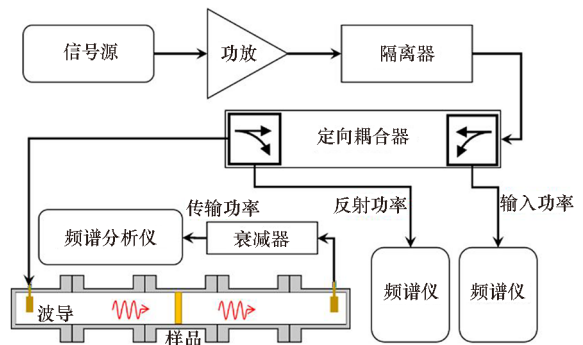 信号源
功放
隔离器
定向耦合器
传输功率
反射功率
输入功率
频谱分析仪
衰减器
频谱仪
频谱仪
波导
样品